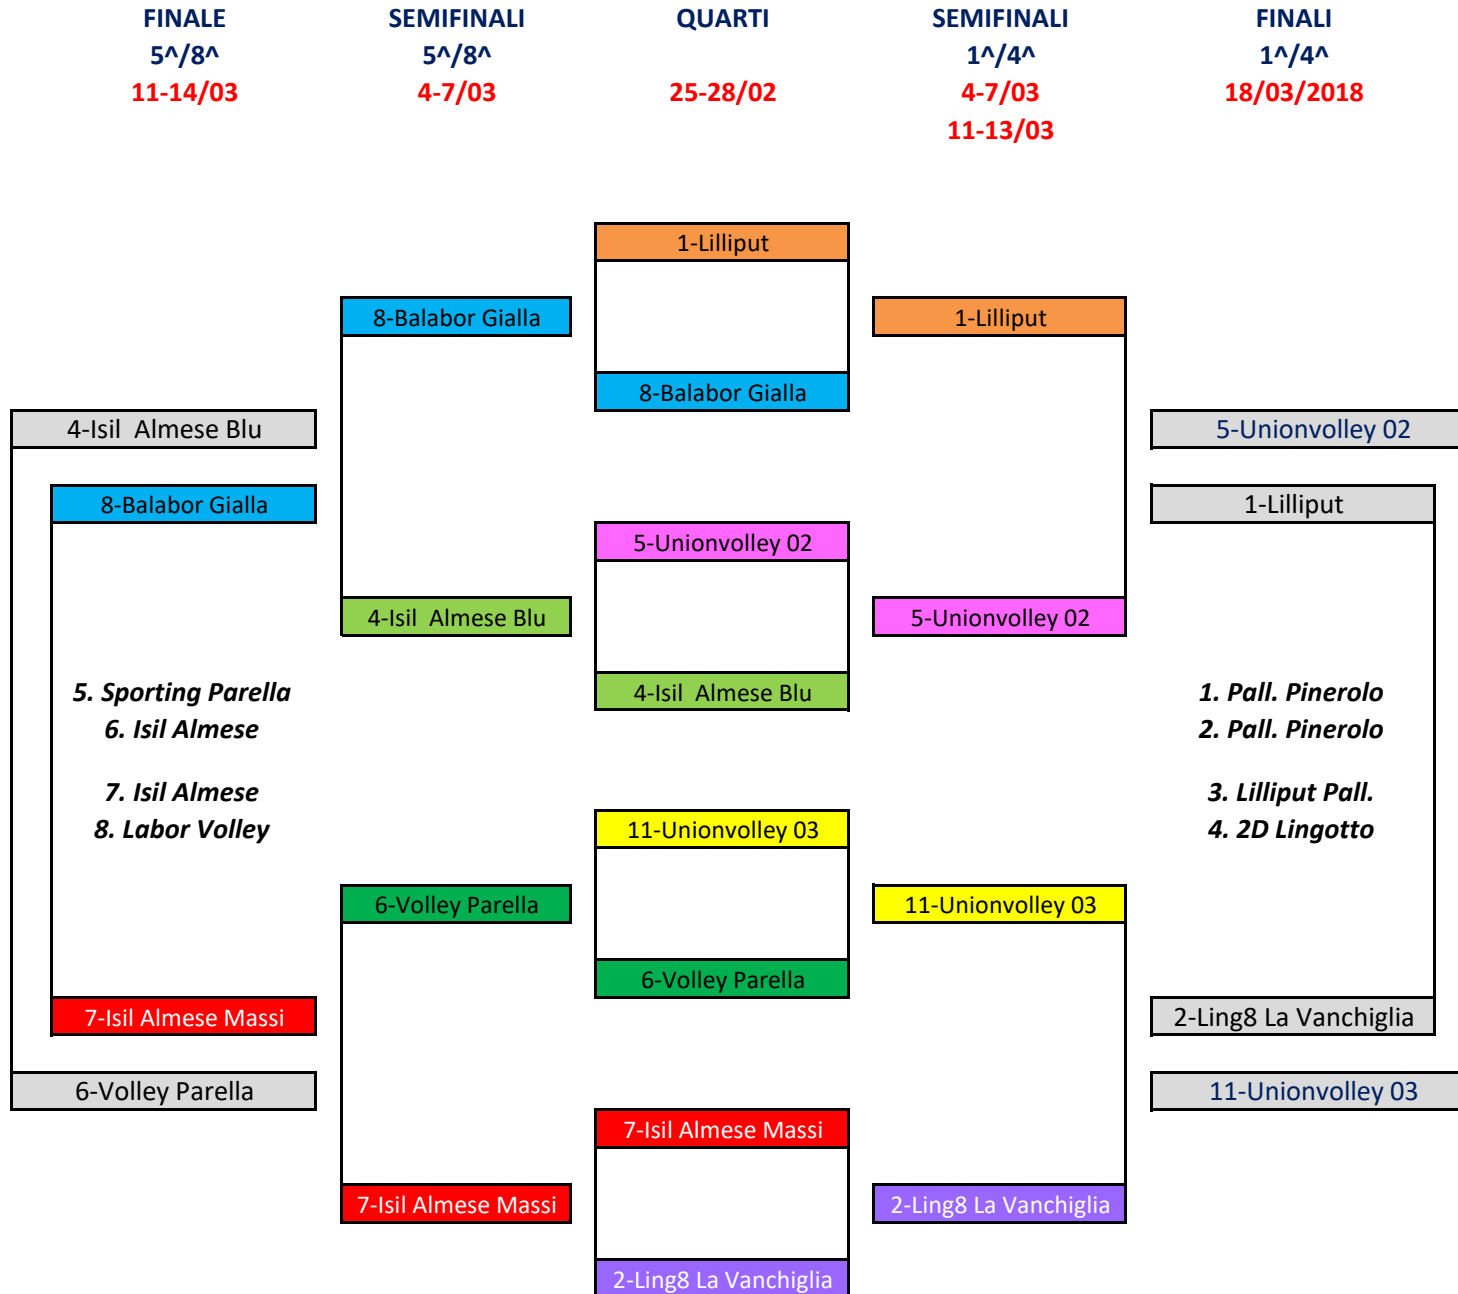 FINALE
5^/8^
11-14/03
SEMIFINALI
5^/8^
4-7/03
QUARTI
25-28/02
SEMIFINALI
1^/4^
4-7/03
11-13/03
FINALI
1^/4^
18/03/2018
1-Lilliput
8-Balabor Gialla
1-Lilliput
8-Balabor Gialla
4-Isil  Almese Blu
5-Unionvolley 02
8-Balabor Gialla
1-Lilliput
5-Unionvolley 02
4-Isil  Almese Blu
5-Unionvolley 02
4-Isil  Almese Blu
5. Sporting Parella
6. Isil Almese
7. Isil Almese
8. Labor Volley
1. Pall. Pinerolo
2. Pall. Pinerolo
3. Lilliput Pall.
4. 2D Lingotto
11-Unionvolley 03
6-Volley Parella
11-Unionvolley 03
6-Volley Parella
7-Isil Almese Massi
2-Ling8 La Vanchiglia
6-Volley Parella
11-Unionvolley 03
7-Isil Almese Massi
7-Isil Almese Massi
2-Ling8 La Vanchiglia
2-Ling8 La Vanchiglia